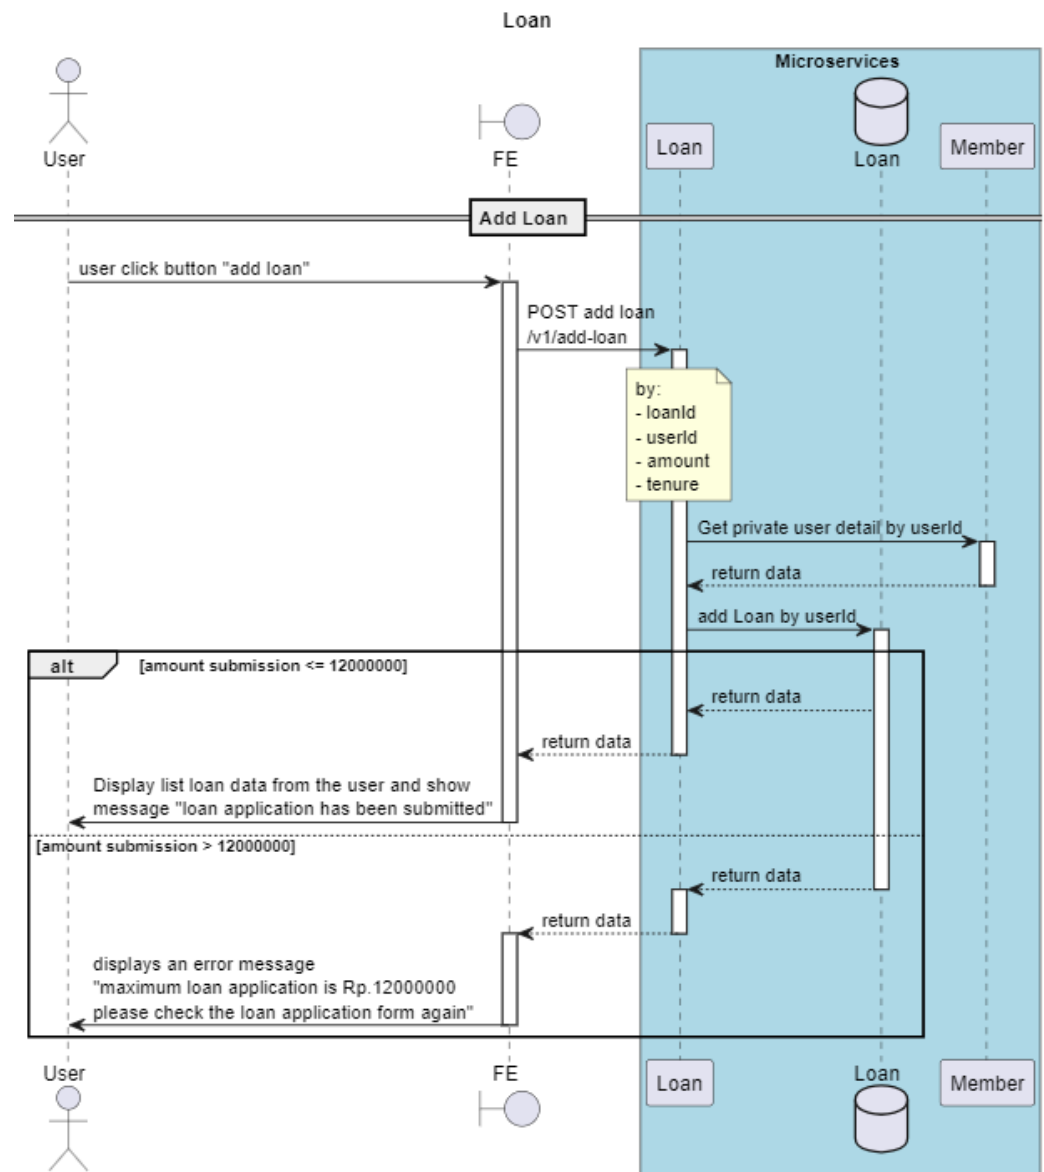 Loan
Microservices
User
FE
Loan
Loan
Member
Add Loan
user click button "add loan"
POST add loan
/v1/add-loan
by:
- loanId
- userId
- amount
- tenure
Get private user detail by userId
return data
add Loan by userId
alt
[amount submission <= 12000000]
return data
return data
Display list loan data from the user and show
message "loan application has been submitted"
[amount submission > 12000000]
return data
return data
displays an error message
"maximum loan application is Rp.12000000
please check the loan application form again"
User
FE
Loan
Loan
Member